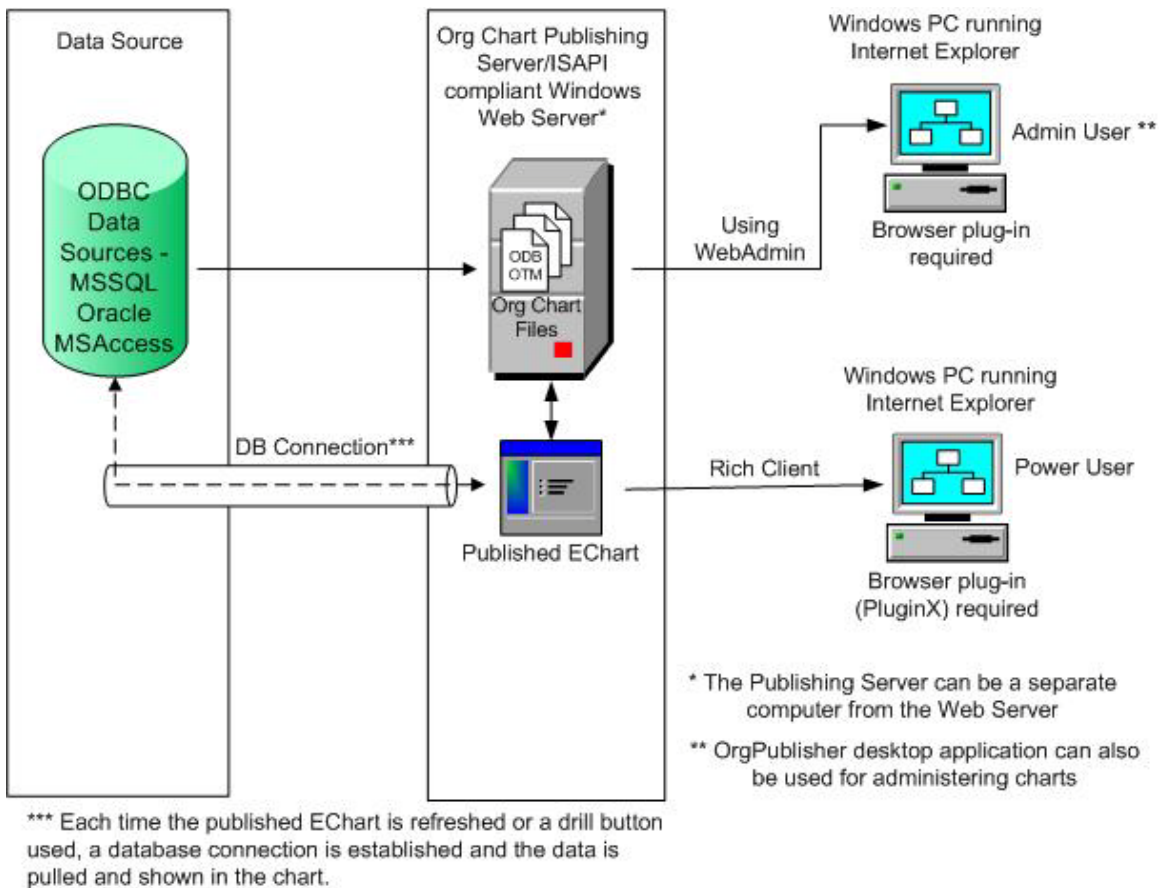 Data Source
ODBC
Data
Sources -
MSSQL
Oracle
MSAccess
Org Chart Publishing
Server/ISAPI
compliant Windows
Web Server*
ODB
OTM
Org Chart
Files
Using
WebAdmin
Windows PC running
Internet Explorer
Admin User **
Browser plug-in
required
DB Connection***
Published EChart
Rich Client
Windows PC running
Internet Explorer
Power User
Browser plug-in
(PluginX) required
* The Publishing Server can be a separate
computer from the Web Server
** OrgPublisher desktop application can also
be used for administering charts
*** Each time the published EChart is refreshed or a drill button
used, a database connection is established and the data is
pulled and shown in the chart.